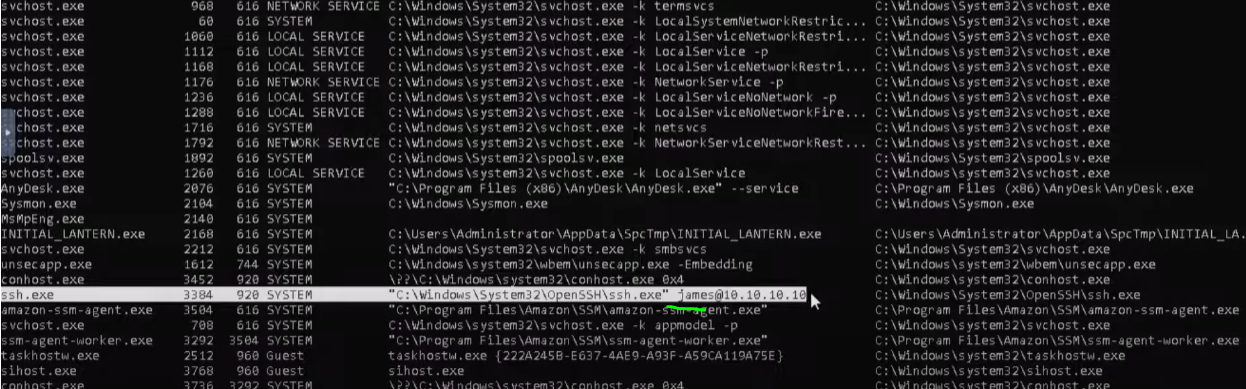 svchost.exe 968 616 NETWORK SERVICE C:\Windows\System32\svchost.exe -k termsvcs C:\Windows\System32\svchost.exe
svchost.exe 60 616 SYSTEM C:\Windows\System32\svchost.exe -k LocalSystemNetworkRestric... C:\Windows\System32\svchost.exe
svchost.exe 1060 616 LOCAL SERVICE C:\Windows\system32\svchost.exe -k LocalServiceNetworkRestri... C:\Windows\system32\svchost.exe
svchost.exe 1112 616 LOCAL SERVICE C:\Windows\system32\svchost.exe -k LocalService -p C:\Windows\system32\svchost.exe
svchost.exe 1168 616 LOCAL SERVICE C:\Windows\system32\svchost.exe -k LocalServiceNetworkRestri... C:\Windows\system32\svchost.exe
svchost.exe 1176 616 NETWORK SERVICE C:\Windows\system32\svchost.exe -k NetworkService -p C:\Windows\system32\svchost.exe
svchost.exe 1236 616 LOCAL SERVICE C:\Windows\system32\svchost.exe -k LocalServiceNoNetwork -p C:\Windows\system32\svchost.exe
chost.exe 1288 616 LOCAL SERVICE C:\Windows\system32\svchost.exe -k LocalServiceNoNetworkFire... C:\Windows\system32\svchost.exe
chost.exe 1716 616 SYSTEM C:\Windows\system32\svchost.exe -k netsvcs C:\Windows\system32\svchost.exe
chost.exe 1792 616 NETWORK SERVICE C:\Windows\system32\svchost.exe -k NetworkServiceNetworkRest... C:\Windows\system32\svchost.exe
spoolsv.exe 1892 616 SYSTEM C:\Windows\System32\spoolsv.exe C:\Windows\System32\spoolsv.exe
svchost.exe 1260 616 LOCAL SERVICE C:\Windows\system32\svchost.exe -k LocalService C:\Windows\system32\svchost.exe
AnyDesk.exe 2076 616 SYSTEM "C:\Program Files (x86)\AnyDesk\AnyDesk.exe" --service C:\Program Files (x86)\AnyDesk\AnyDesk.exe
Sysmon.exe 2104 616 SYSTEM C:\Windows\Sysmon.exe C:\Windows\Sysmon.exe
MsMpEng.exe 2140 616 SYSTEM
INITIAL_LANTERN.exe 2168 616 SYSTEM C:\Users\Administrator\AppData\SpcTmp\INITIAL_LANTERN.exe C:\Users\Administrator\AppData\SpcTmp\INITIAL_LA...
svchost.exe 2212 616 SYSTEM C:\Windows\System32\svchost.exe -k smbsvcs C:\Windows\System32\svchost.exe
unsecapp.exe 1612 744 SYSTEM C:\Windows\system32\wbem\unsecapp.exe -Embedding C:\Windows\system32\wbem\unsecapp.exe
conhost.exe 3452 920 SYSTEM \??\C:\Windows\system32\conhost.exe 0x4 C:\Windows\system32\conhost.exe
ssh.exe 3384 920 SYSTEM "C:\Windows\System32\OpenSSH\ssh.exe" james@10.10.10.10 C:\Windows\System32\OpenSSH\ssh.exe
amazon-ssm-agent.exe 3504 616 SYSTEM "C:\Program Files\Amazon\SSM\amazon-ssm-agent.exe" C:\Program Files\Amazon\SSM\amazon-ssm-agent.exe
svchost.exe 708 616 SYSTEM C:\Windows\system32\svchost.exe -k appmodel -p C:\Windows\system32\svchost.exe
ssm-agent-worker.exe 3292 3504 SYSTEM "C:\Program Files\Amazon\SSM\ssm-agent-worker.exe" C:\Program Files\Amazon\SSM\ssm-agent-worker.exe
taskhostw.exe 2512 960 Guest taskhostw.exe {222A245B-E637-4AE9-A93F-A59CA119A75E} C:\Windows\system32\taskhostw.exe
sihost.exe 3768 960 Guest sihost.exe C:\Windows\system32\sihost.exe
conhost.exe 3736 3292 SYSTEM \??\C:\Windows\system32\conhost.exe 0x4 C:\Windows\system32\conhost.exe